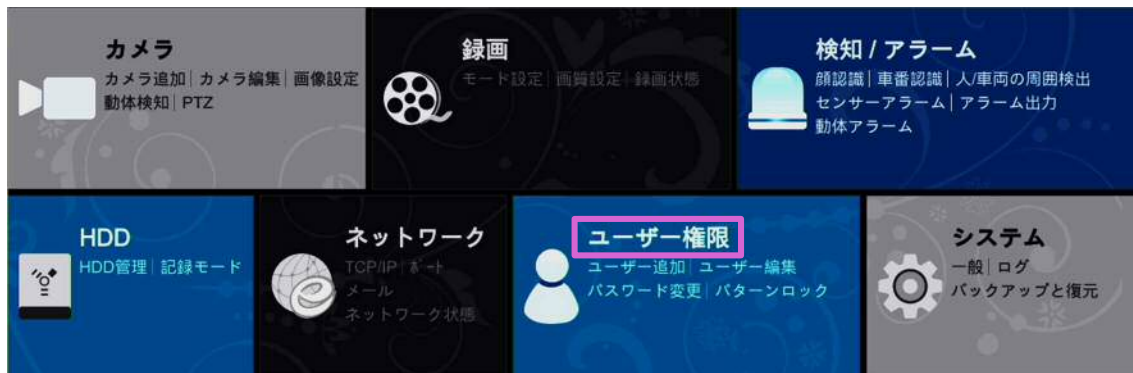 カメラ
カメラ追加| カメラ編集| 画像設定
動体検知| PTZ
録画
モード設定| 画質設定| 録画状態
検知 / アラーム
顔認識| 車番認識| 人/車両の周囲検出
センサーアラーム| アラーム出力
動体アラーム
HDD
HDD管理| 記録モード
ネットワーク
TCP/IP| ポート
メール
ネットワーク状態
ユーザー権限
ユーザー追加| ユーザー編集
パスワード変更| パターンロック
システム
一般| ログ
バックアップと復元